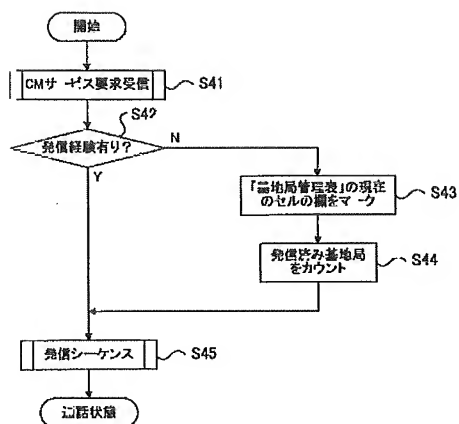 開始
CMサービス要求受信
S41
S42
発信経験有り?
N
Y
『基地局管理表』の現在
のセルの欄をマーク
S43
発信済み基地局
をカウント
S44
発信シーケンス
S45
通話状態